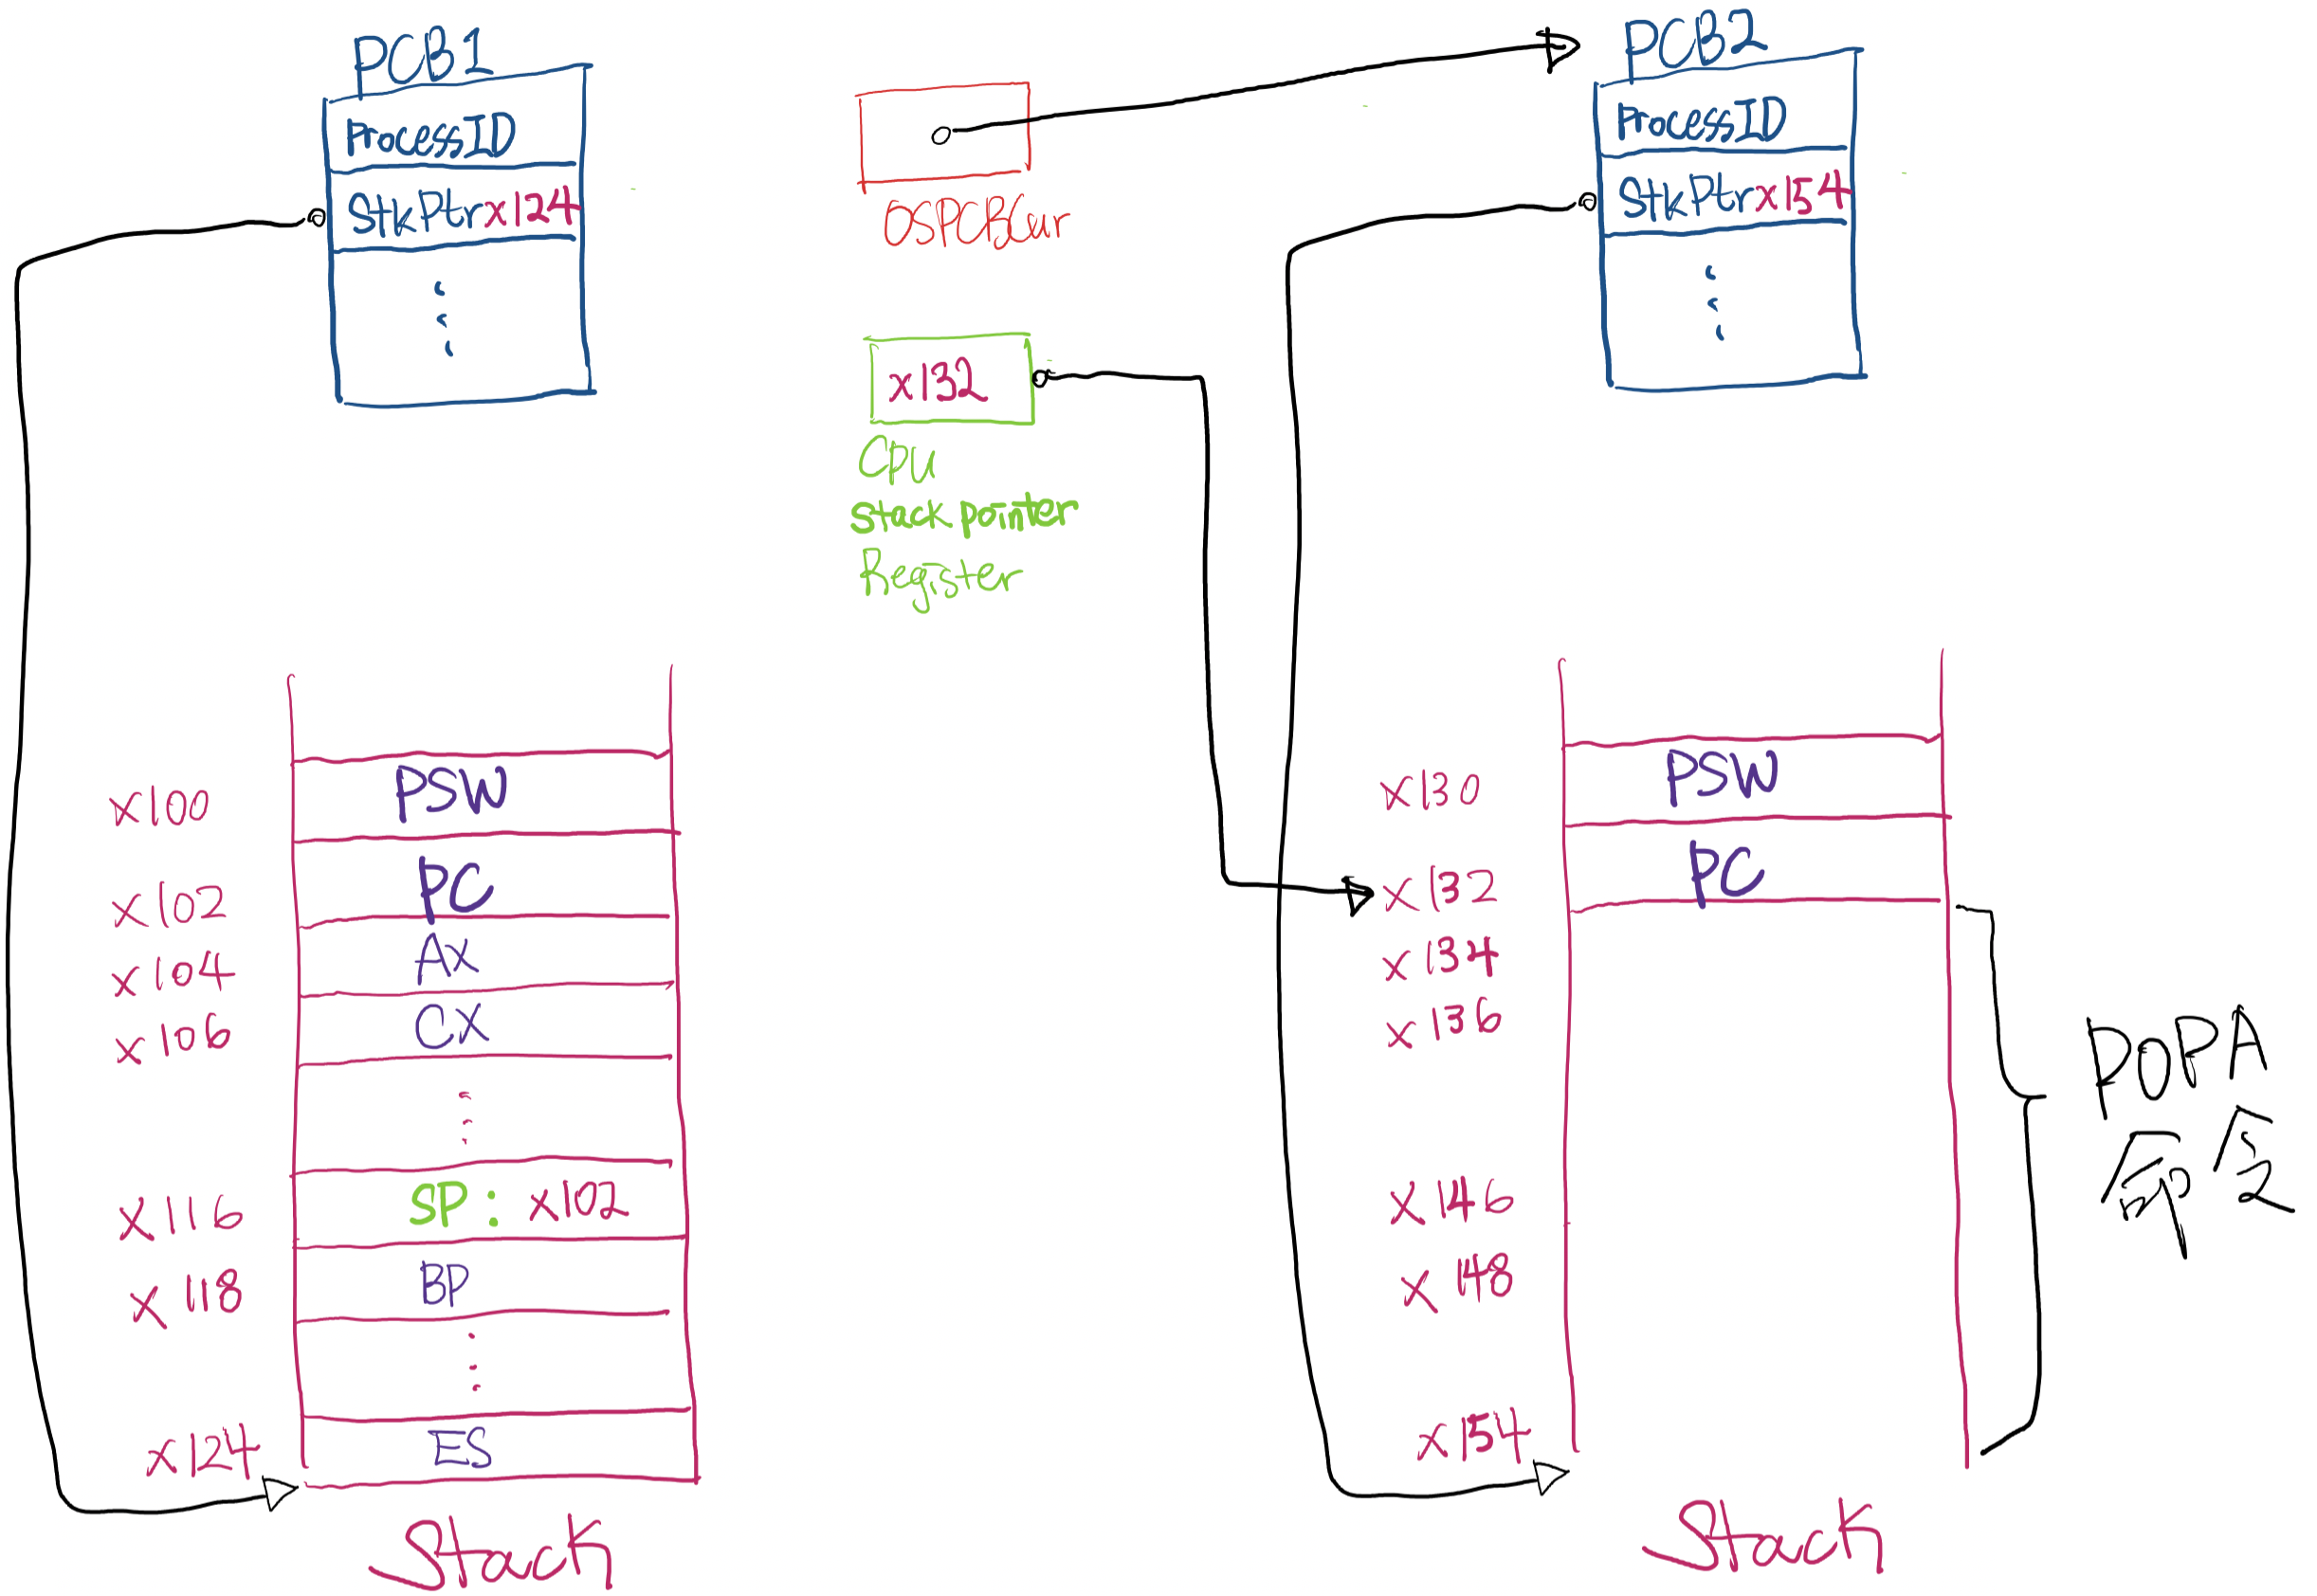 PCB1
ProcessID
StkPtr x124
OSPCBCur
x132
CPU
stack pointer
Register
PCB2
ProcessID
StkPtr x154
x100 PSW
x102 PC
x104 AX
x106 CX
x116 SP: x102
x118 BP
x124 ES
Stack
x130 PSW
x132 PC
x134
x136
x146
x148
x154
Stack
POPA
命令